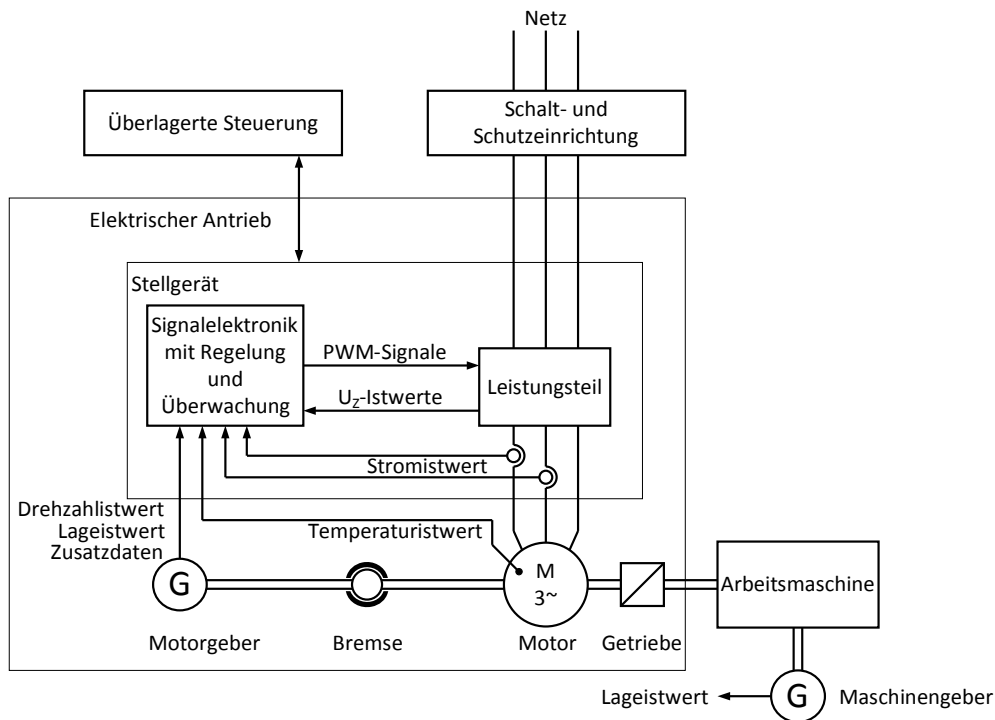 Netz
Überlagerte Steuerung
Schalt- und
Schutzeinrichtung
Elektrischer Antrieb
Stellgerät
Signalelektronik
mit Regelung
und
Überwachung
PWM-Signale
U_Z-Istwerte
Leistungsteil
Stromistwert
Drehzahlistwert
Lageistwert
Zusatzdaten
Temperaturistwert
G
M
3~
Arbeitsmaschine
Motorgeber
Bremse
Motor
Getriebe
Lageistwert
G
Maschinengeber